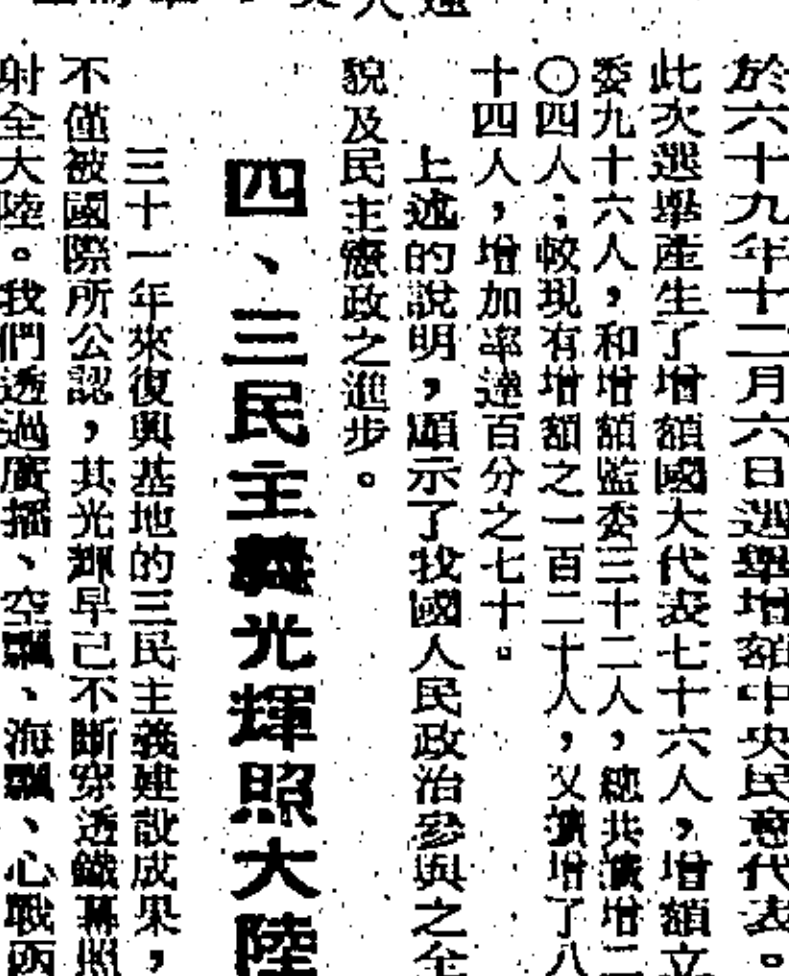 於六十九年十二月六日選舉增額中央民意代表。
此次選舉產生了增額國大代表七十六人，增額立
委九十六人，和增額監委三十二人，總共擴增二
〇四人；較現有增額之一百二十人，又擴增了八
十四人，增加率達百分之七十。
上述的說明，顯示了我國人民政治參與之全
貌及民主憲政之進步。
四、三民主義光輝照大陸
三十一年來復興基地的三民主義建設成果，
不僅被國際所公認，其光輝早已不斷穿透鐵幕照
射全大陸。我們透過廣播、空飄、海飄、心戰兩